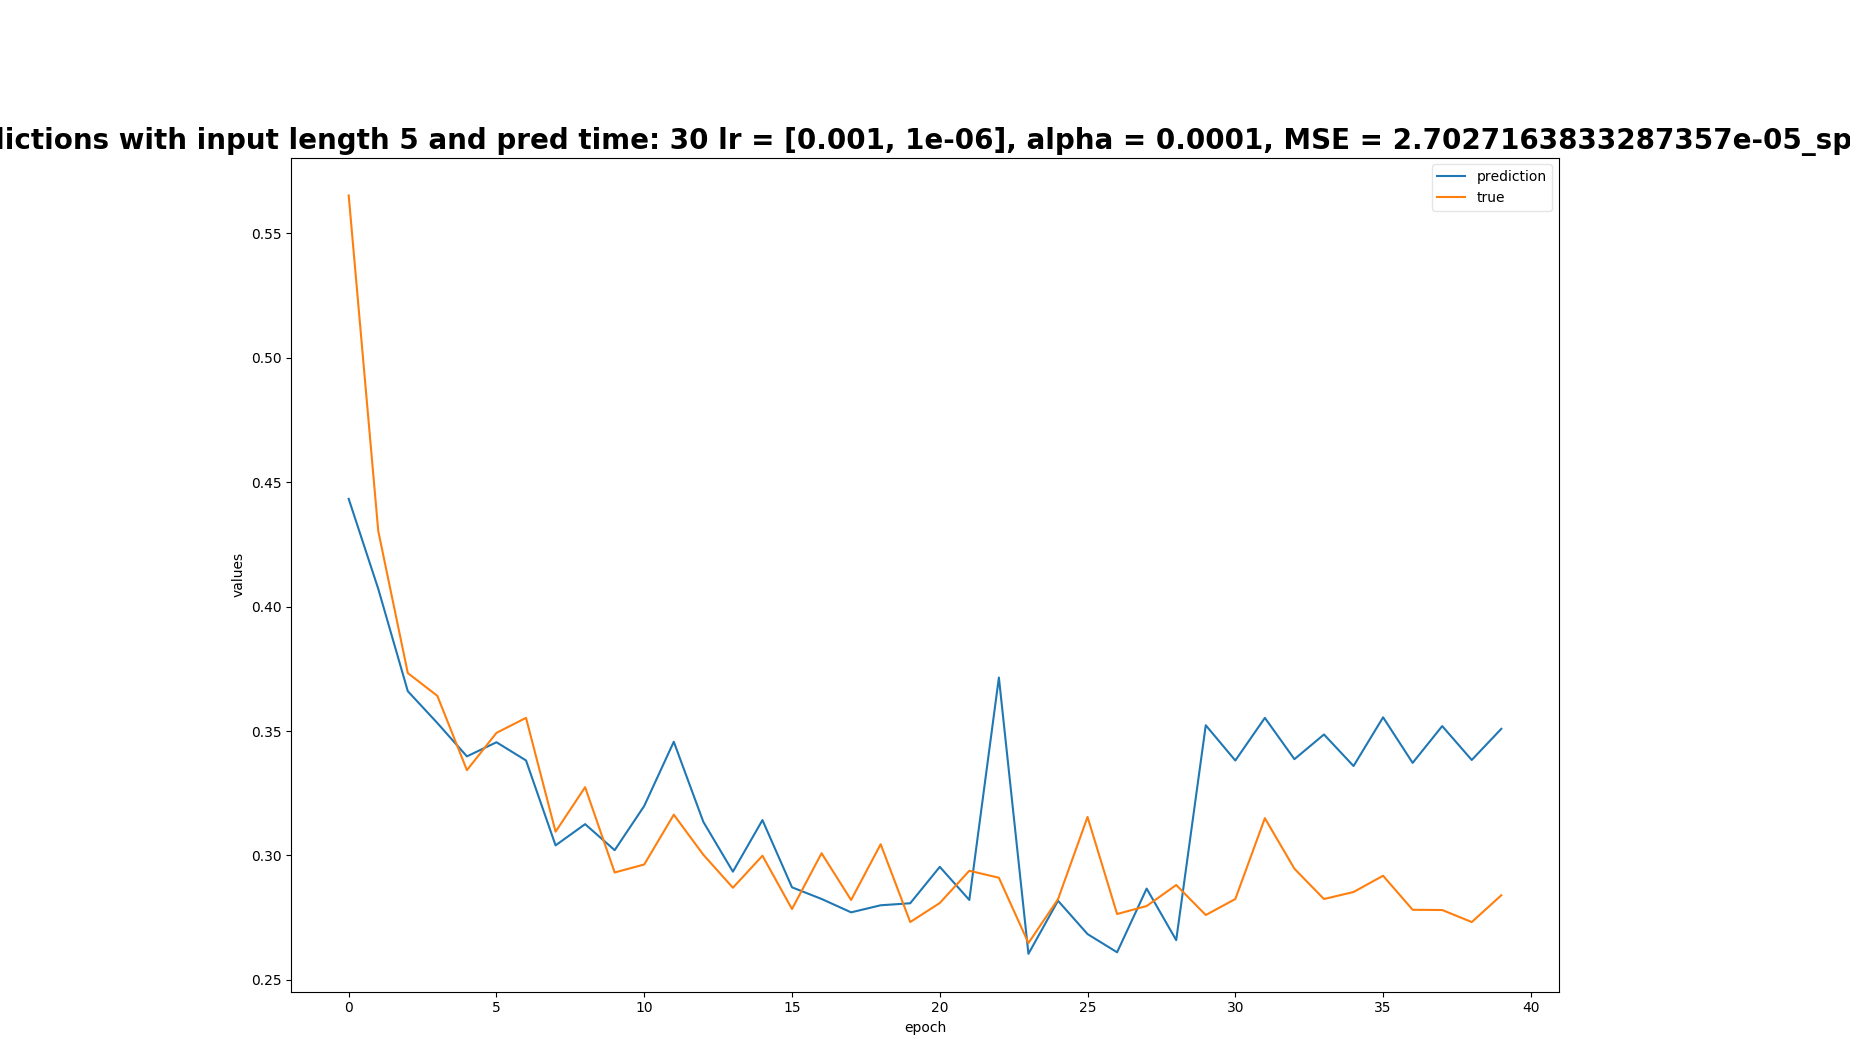 lictions with input length 5 and pred time: 30 lr = [0.001, 1e-06], alpha = 0.0001, MSE = 2.7027163833287357e-05_sp
prediction
true
0.55
0.50
0.45
0.40
0.35
0.30
0.25
values
0 5 10 15 20 25 30 35 40
epoch